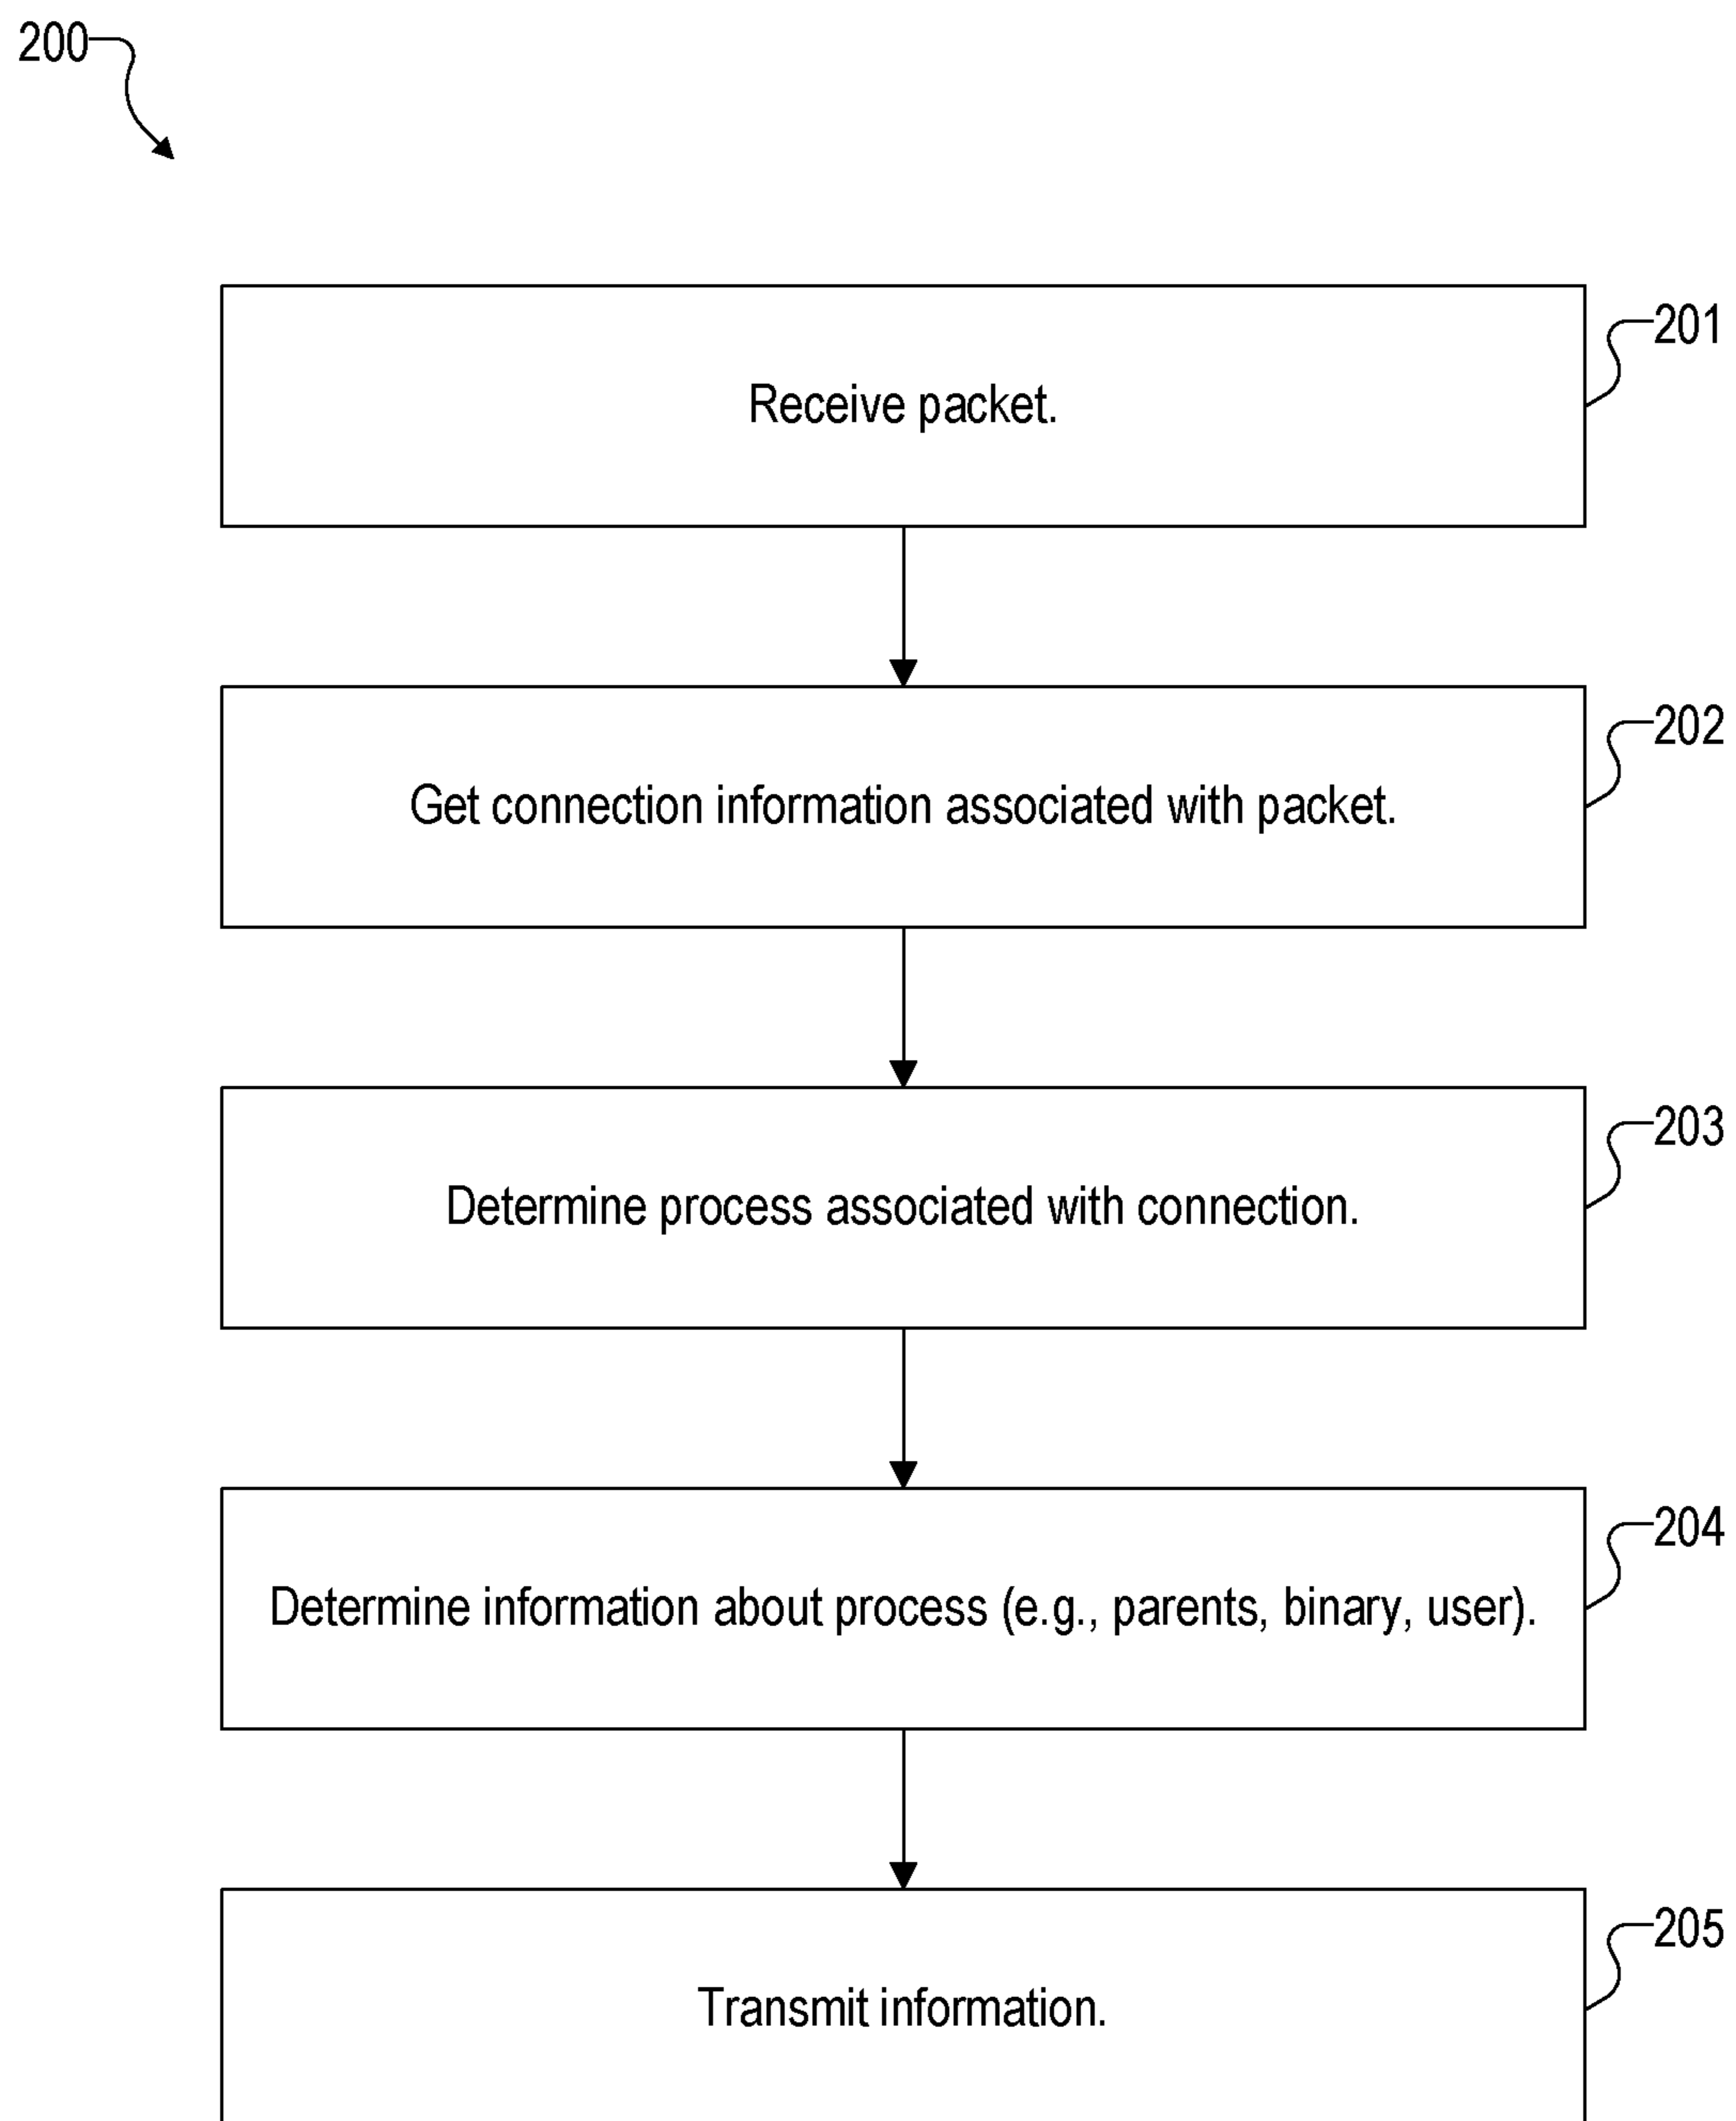 200
Receive packet.
201
Get connection information associated with packet.
202
Determine process associated with connection.
203
Determine information about process (e.g., parents, binary, user).
204
Transmit information.
205